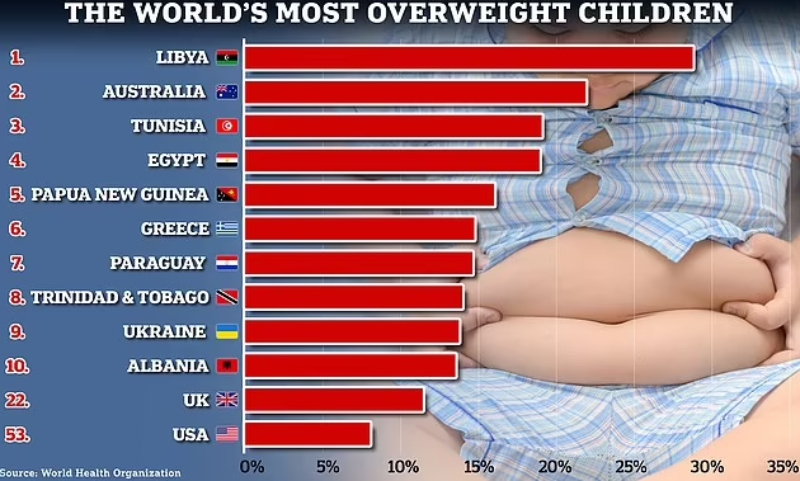 THE WORLD'S MOST OVERWEIGHT CHILDREN
1. LIBYA
2. AUSTRALIA
3. TUNISIA
4. EGYPT
5. PAPUA NEW GUINEA
6. GREECE
7. PARAGUAY
8. TRINIDAD & TOBAGO
9. UKRAINE
10. ALBANIA
22. UK
53. USA
0% 5% 10% 15% 20% 25% 30% 35%
Source: World Health Organization